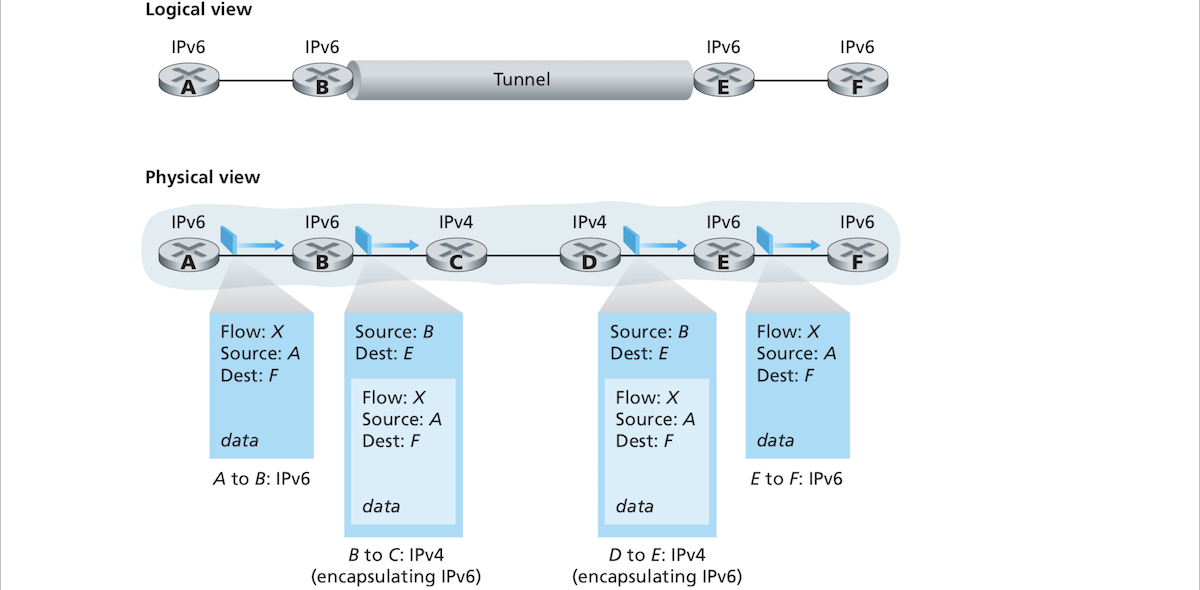 Logical view
IPv6 IPv6 IPv6 IPv6
A B Tunnel E F
Physical view
IPv6 IPv6 IPv4 IPv4 IPv6 IPv6
A B C D E F
Flow: X
Source: A
Dest: F
data
A to B: IPv6
Source: B
Dest: E
Flow: X
Source: A
Dest: F
data
B to C: IPv4
(encapsulating IPv6)
Source: B
Dest: E
Flow: X
Source: A
Dest: F
data
D to E: IPv4
(encapsulating IPv6)
Flow: X
Source: A
Dest: F
data
E to F: IPv6